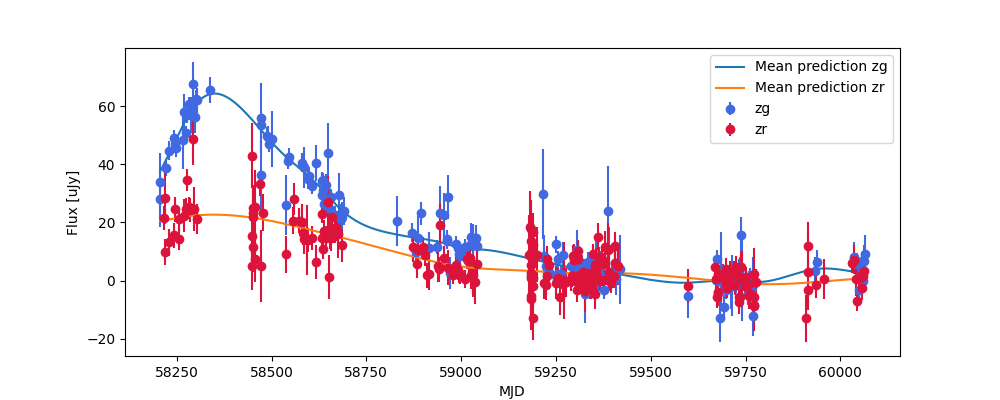 Mean prediction zg
Mean prediction zr
zg
zr
Flux [uJy]
60
40
20
0
−20
58250 58500 58750 59000 59250 59500 59750 60000
MJD